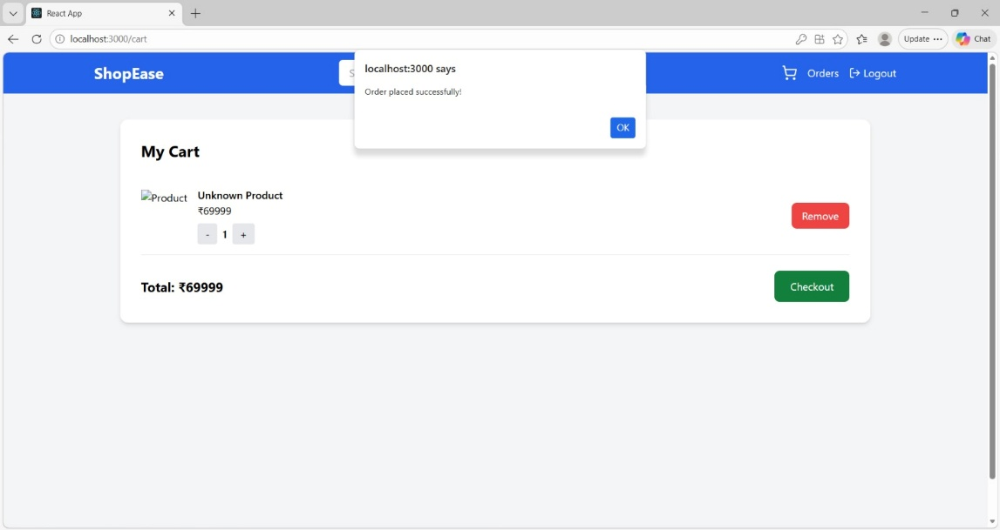 React App
localhost:3000/cart
Update
Chat
ShopEase
S
localhost:3000 says
Order placed successfully!
OK
Orders
Logout
My Cart
Product
Unknown Product
₹69999
- 1 +
Remove
Total: ₹69999
Checkout